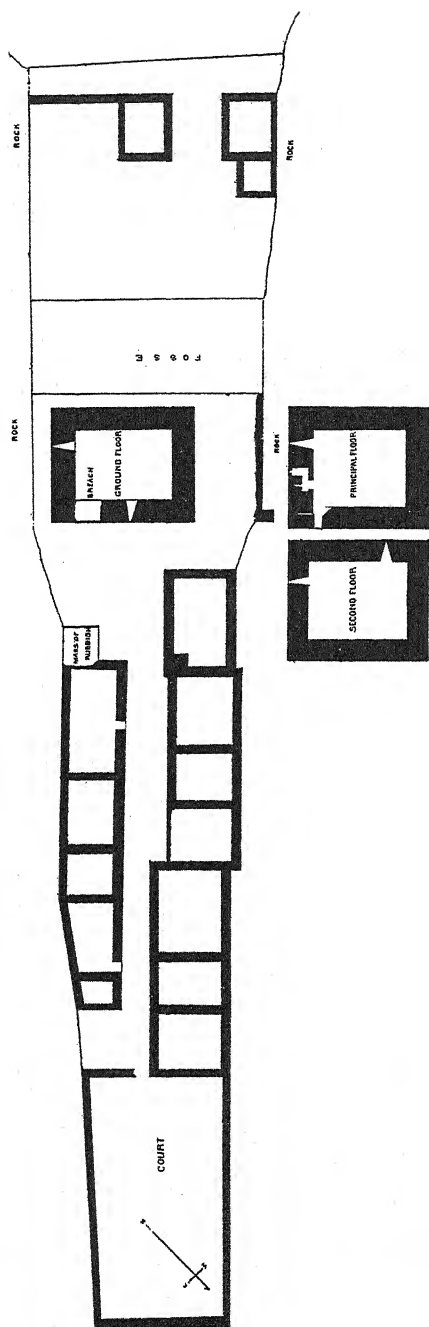 ROCK
ROCK
FOSSE
ROCK
BREACH
GROUND FLOOR
ROCK
PRINCIPAL FLOOR
SECOND FLOOR
MASS OF
RUBBISH
COURT